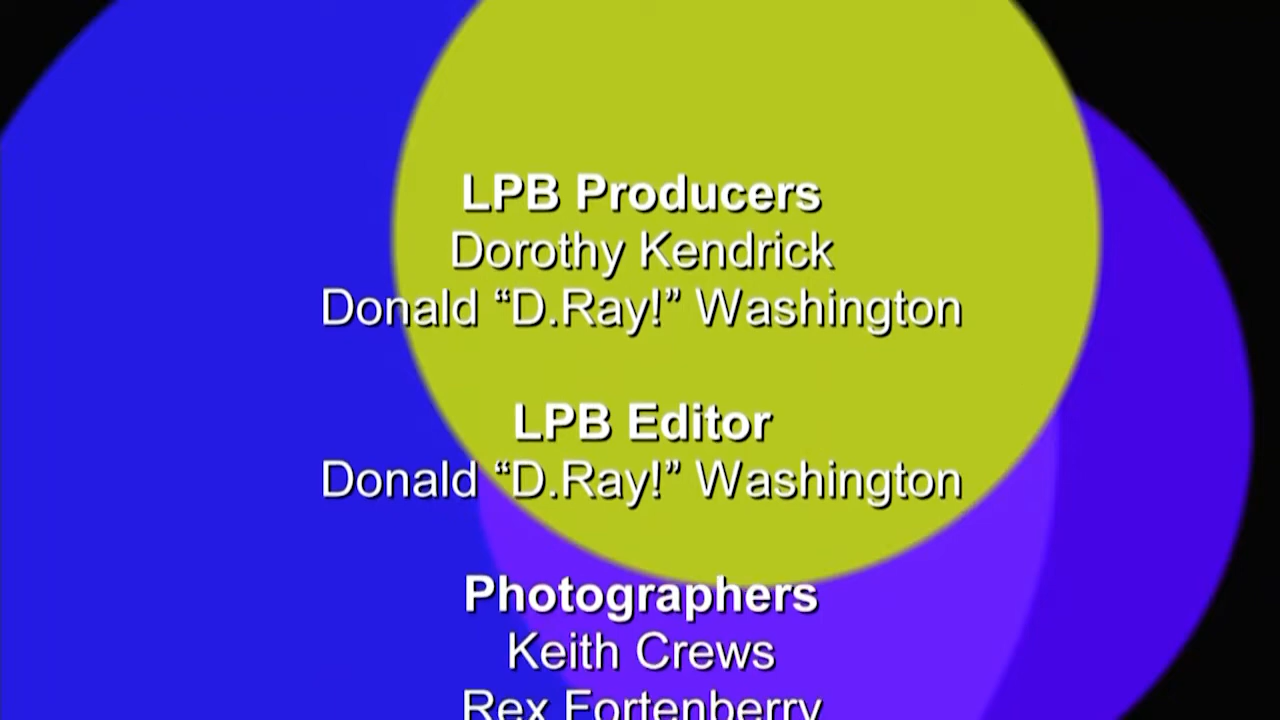 LPB Producers
Dorothy Kendrick
Donald “D.Ray!” Washington
LPB Editor
Donald “D.Ray!” Washington
Photographers
Keith Crews
Rex Fortenberry